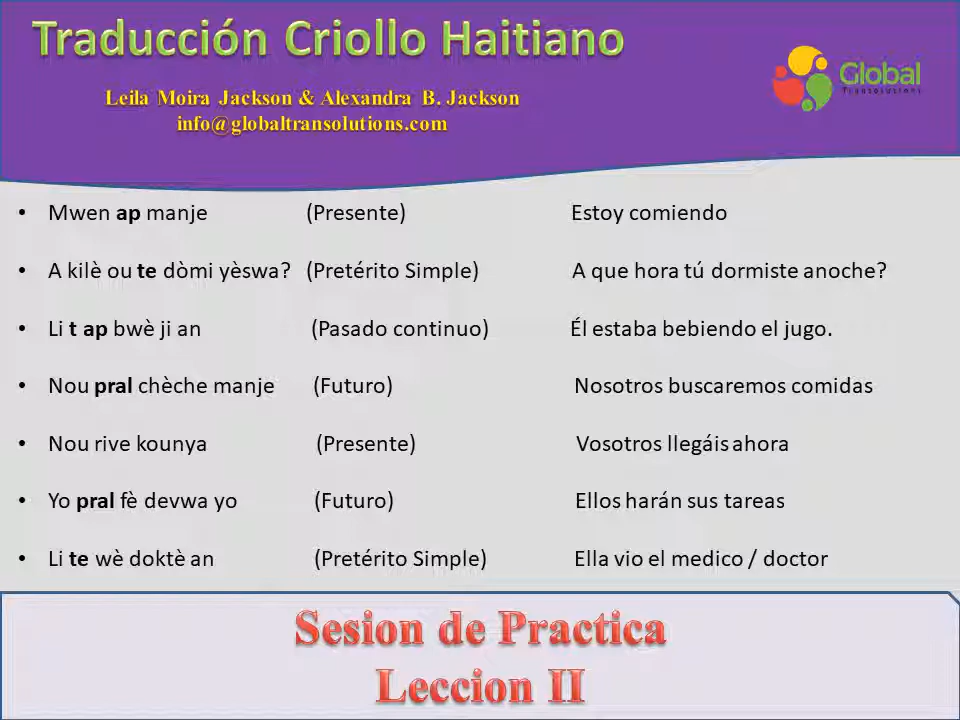 Traducción Criollo Haitiano
Leila Moira Jackson & Alexandra B. Jackson
info@globaltransolutions.com
Global
Transolutions
• Mwen ap manje (Presente) Estoy comiendo
• A kilè ou te dòmi yèswa? (Pretérito Simple) A que hora tú dormiste anoche?
• Li t ap bwè ji an (Pasado continuo) Él estaba bebiendo el jugo.
• Nou pral chèche manje (Futuro) Nosotros buscaremos comidas
• Nou rive kounya (Presente) Vosotros llegáis ahora
• Yo pral fè devwa yo (Futuro) Ellos harán sus tareas
• Li te wè doktè an (Pretérito Simple) Ella vio el medico / doctor
Sesion de Practica
Leccion II